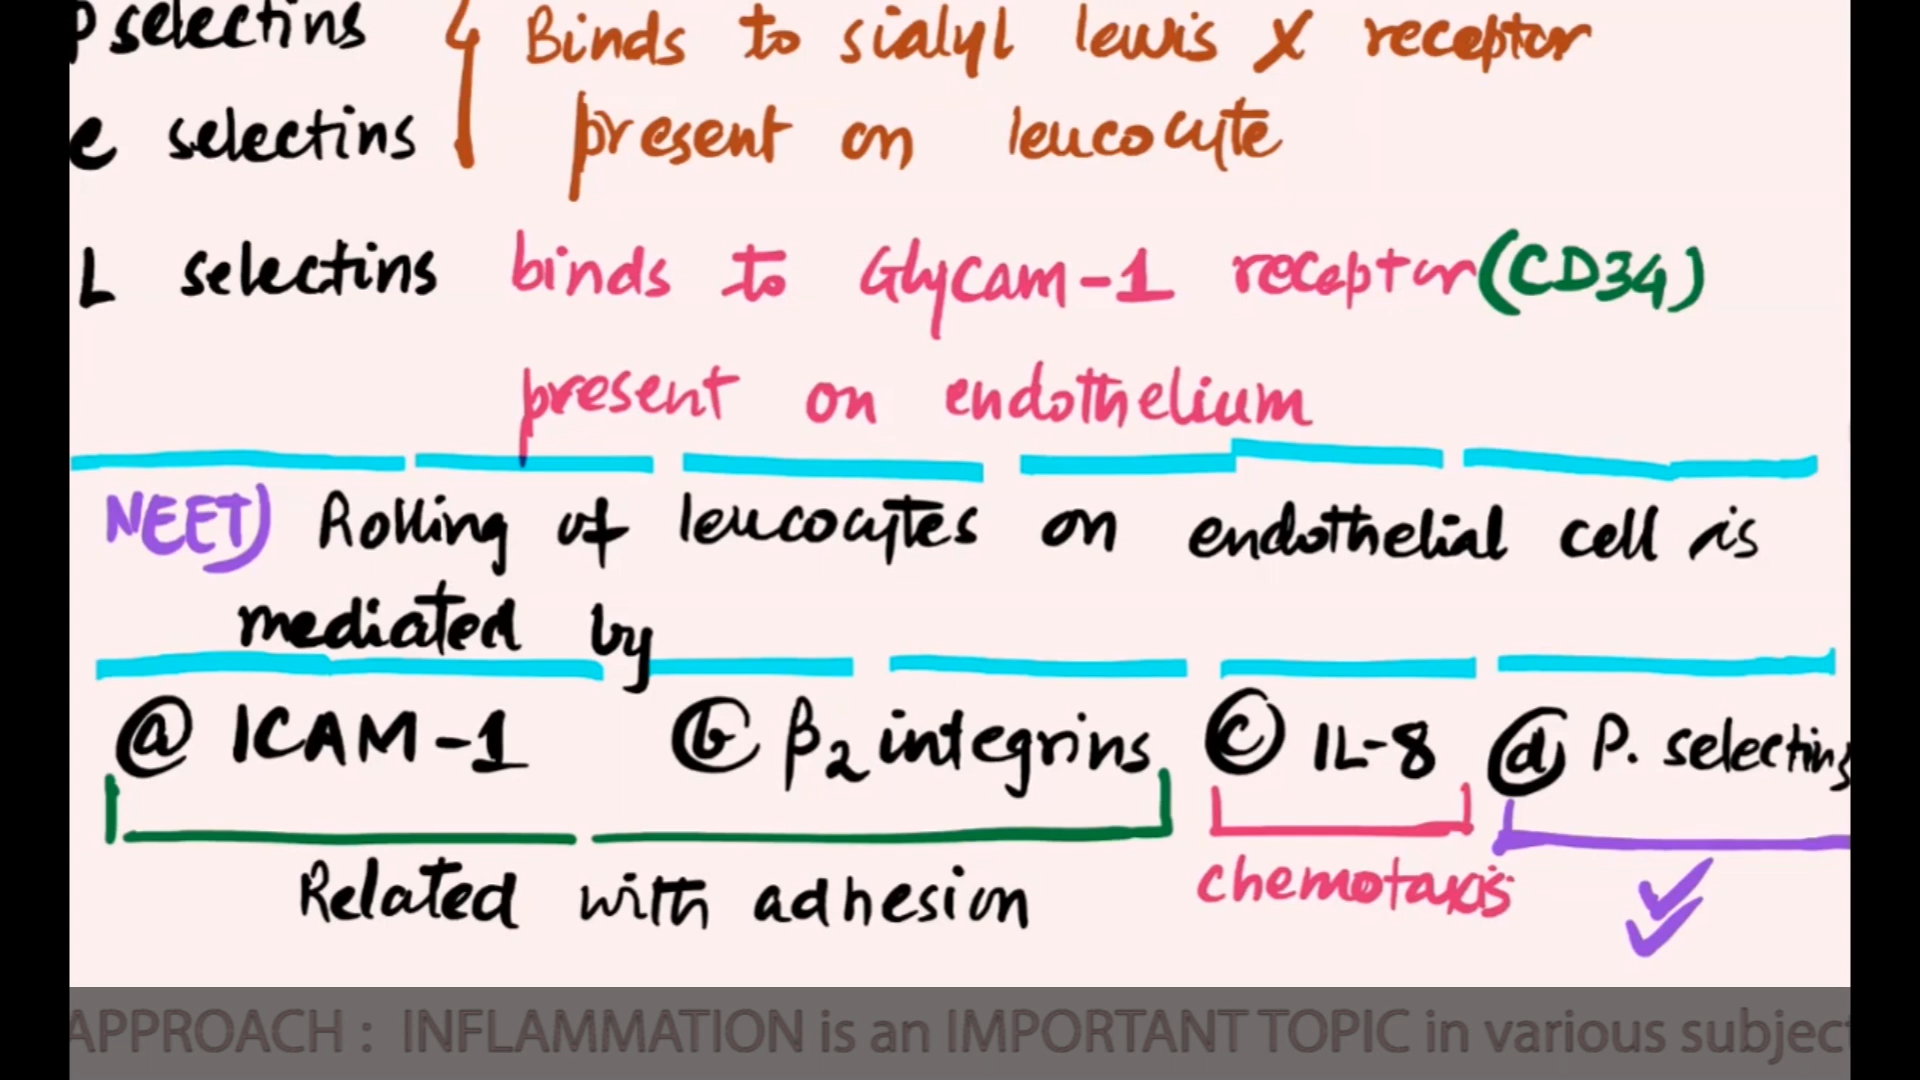 P selectins Binds to sialyl lewis X receptor
e selectins present on leucocyte
L selectins binds to Glycam-1 receptor (CD34)
present on endothelium
NEET) Rolling of leucocytes on endothelial cell is
mediated by
ⓐ ICAM-1 ⓑ β2 integrins ⓒ IL-8 ⓓ P. selectins
Related with adhesion chemotaxis
APPROACH : INFLAMMATION is an IMPORTANT TOPIC in various subject